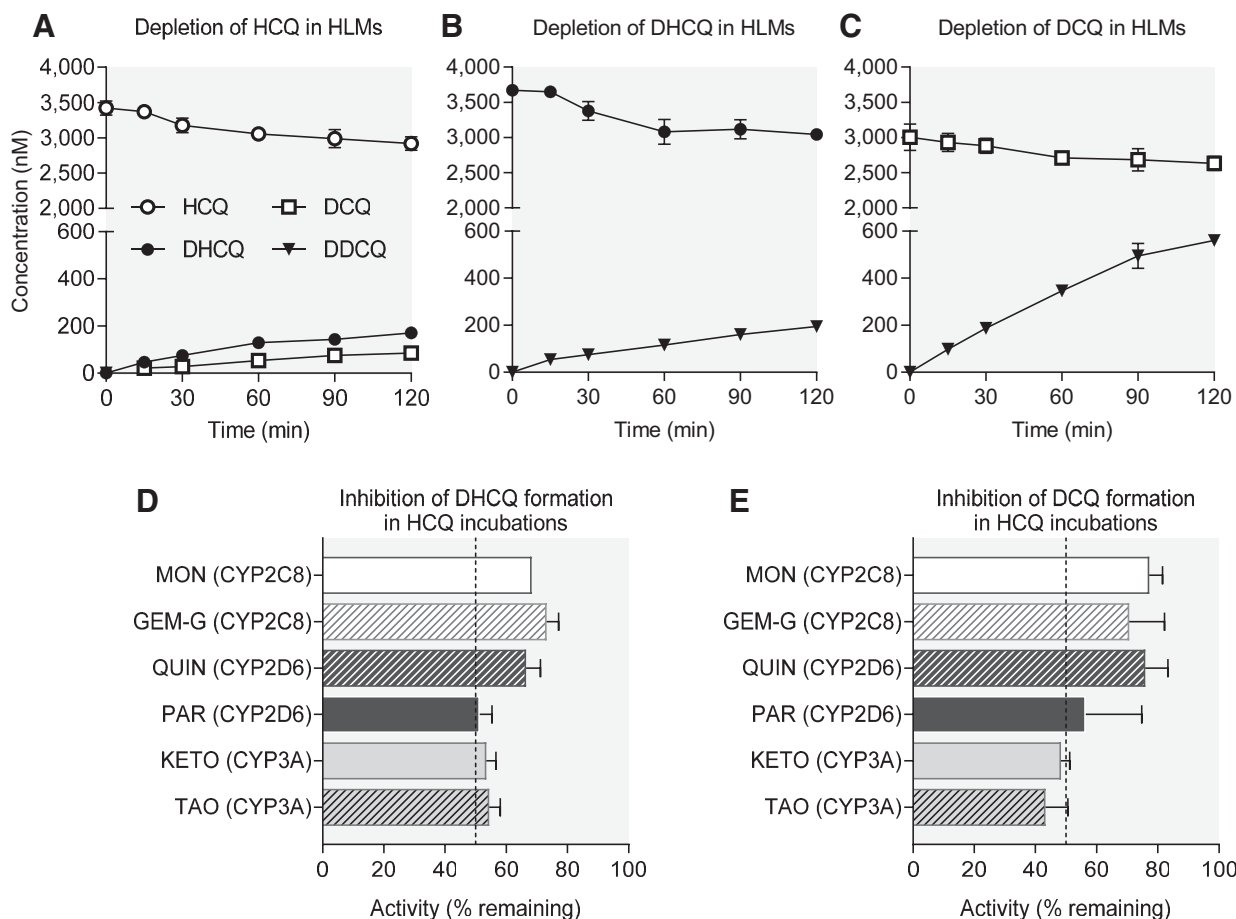 A Depletion of HCQ in HLMs
B Depletion of DHCQ in HLMs
C Depletion of DCQ in HLMs
Concentration (nM)
4,000
3,500
3,000
2,500
2,000
600
400
200
0
HCQ DCQ
DHCQ DDCQ
0 30 60 90 120
Time (min)
4,000
3,500
3,000
2,500
2,000
600
400
200
0
0 30 60 90 120
Time (min)
4,000
3,500
3,000
2,500
2,000
600
400
200
0
0 30 60 90 120
Time (min)
D Inhibition of DHCQ formation
in HCQ incubations
MON (CYP2C8)
GEM-G (CYP2C8)
QUIN (CYP2D6)
PAR (CYP2D6)
KETO (CYP3A)
TAO (CYP3A)
0 20 40 60 80 100
Activity (% remaining)
E Inhibition of DCQ formation
in HCQ incubations
MON (CYP2C8)
GEM-G (CYP2C8)
QUIN (CYP2D6)
PAR (CYP2D6)
KETO (CYP3A)
TAO (CYP3A)
0 20 40 60 80 100
Activity (% remaining)